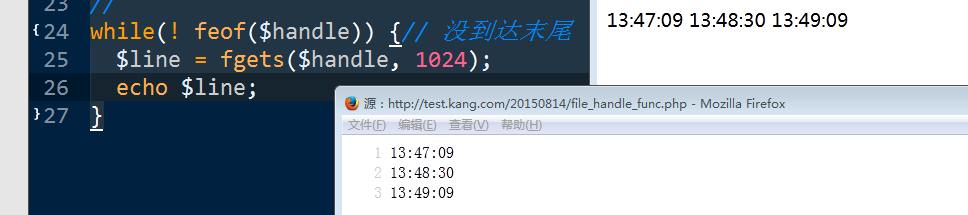 23 //
24 while(! feof($handle)) {// 没到达末尾
25 $line = fgets($handle, 1024);
26 echo $line;
27 }
13:47:09 13:48:30 13:49:09
源：http://test.kang.com/20150814/file_handle_func.php - Mozilla Firefox
文件(F) 编辑(E) 查看(V) 帮助(H)
1 13:47:09
2 13:48:30
3 13:49:09